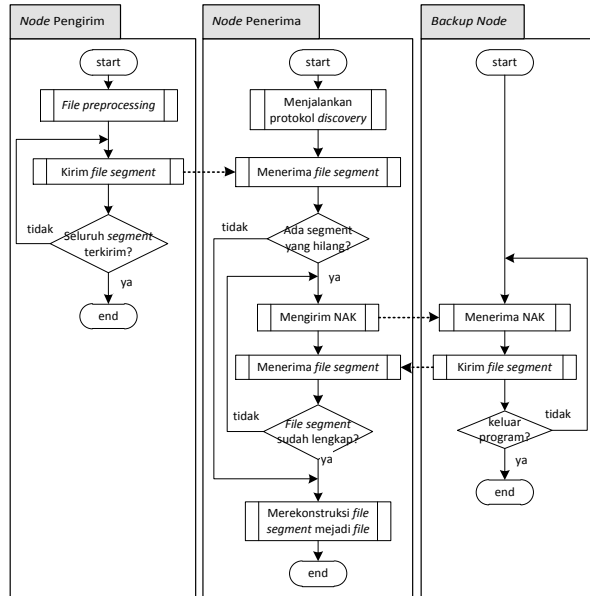 Node Pengirim
start
File preprocessing
Kirim file segment
tidak
Seluruh segment
terkirim?
ya
end
Node Penerima
start
Menjalankan
protokol discovery
Menerima file segment
tidak
Ada segment
yang hilang?
ya
Mengirim NAK
Menerima file segment
tidak
File segment
sudah lengkap?
ya
Merekonstruksi file
segment mejadi file
end
Backup Node
start
Menerima NAK
Kirim file segment
keluar
program?
tidak
ya
end